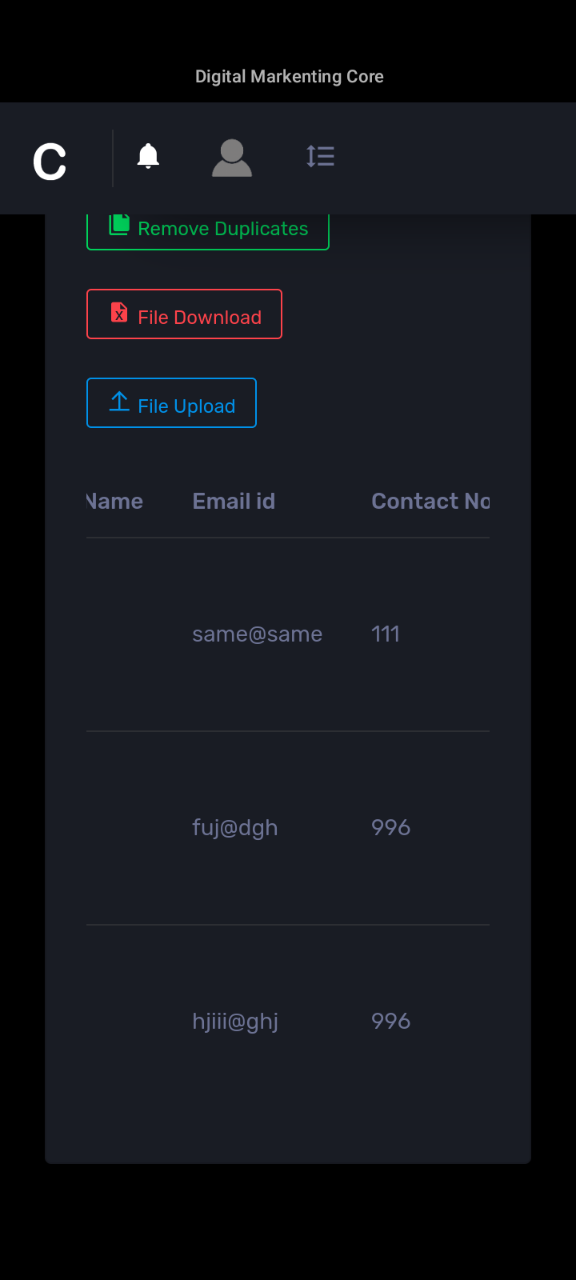 Digital Markenting Core
C
Remove Duplicates
File Download
File Upload
Name Email id Contact No
same@same 111
fuj@dgh 996
hjiii@ghj 996